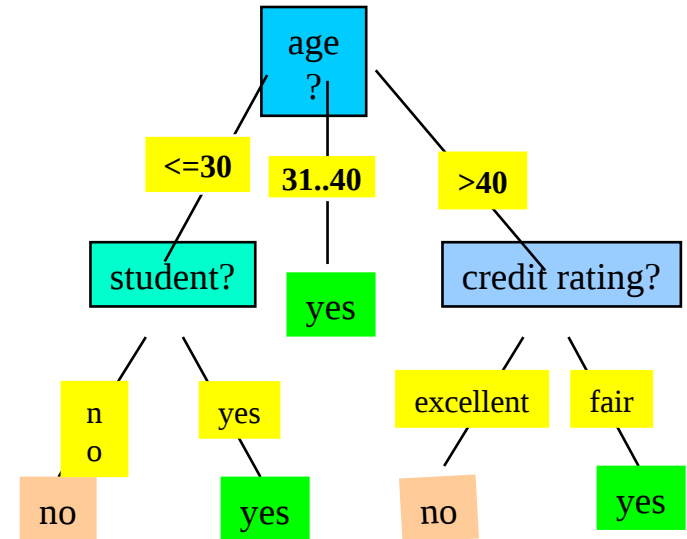 age
?
<=30
31..40
>40
student?
yes
credit rating?
n
o
yes
excellent
fair
no
yes
no
yes